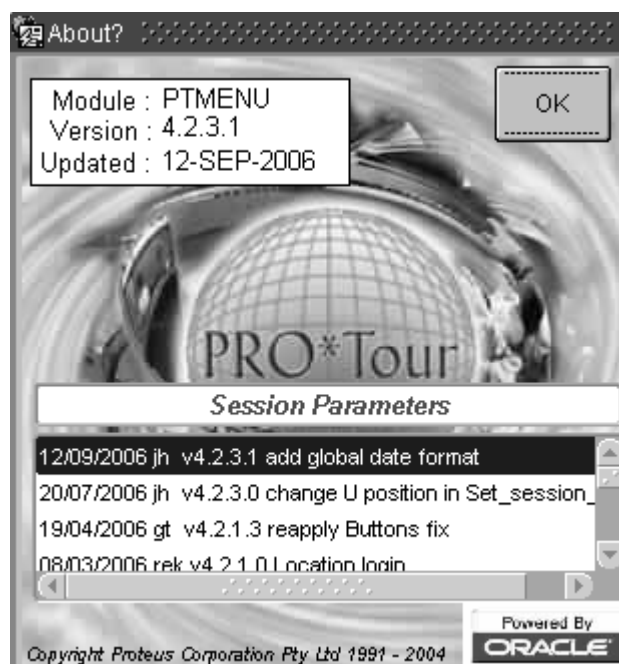 About?
Module : PTMENU
Version : 4.2.3.1
Updated : 12-SEP-2006
OK
PRO*Tour
Session Parameters
12/09/2006 jh v4.2.3.1 add global date format
20/07/2006 jh v4.2.3.0 change U position in Set_session_
19/04/2006 gt v4.2.1.3 reapply Buttons fix
08/03/2006 rek v4.2.1.0 Location login
Copyright Proteus Corporation Pty Ltd 1991 - 2004
Powered By
ORACLE